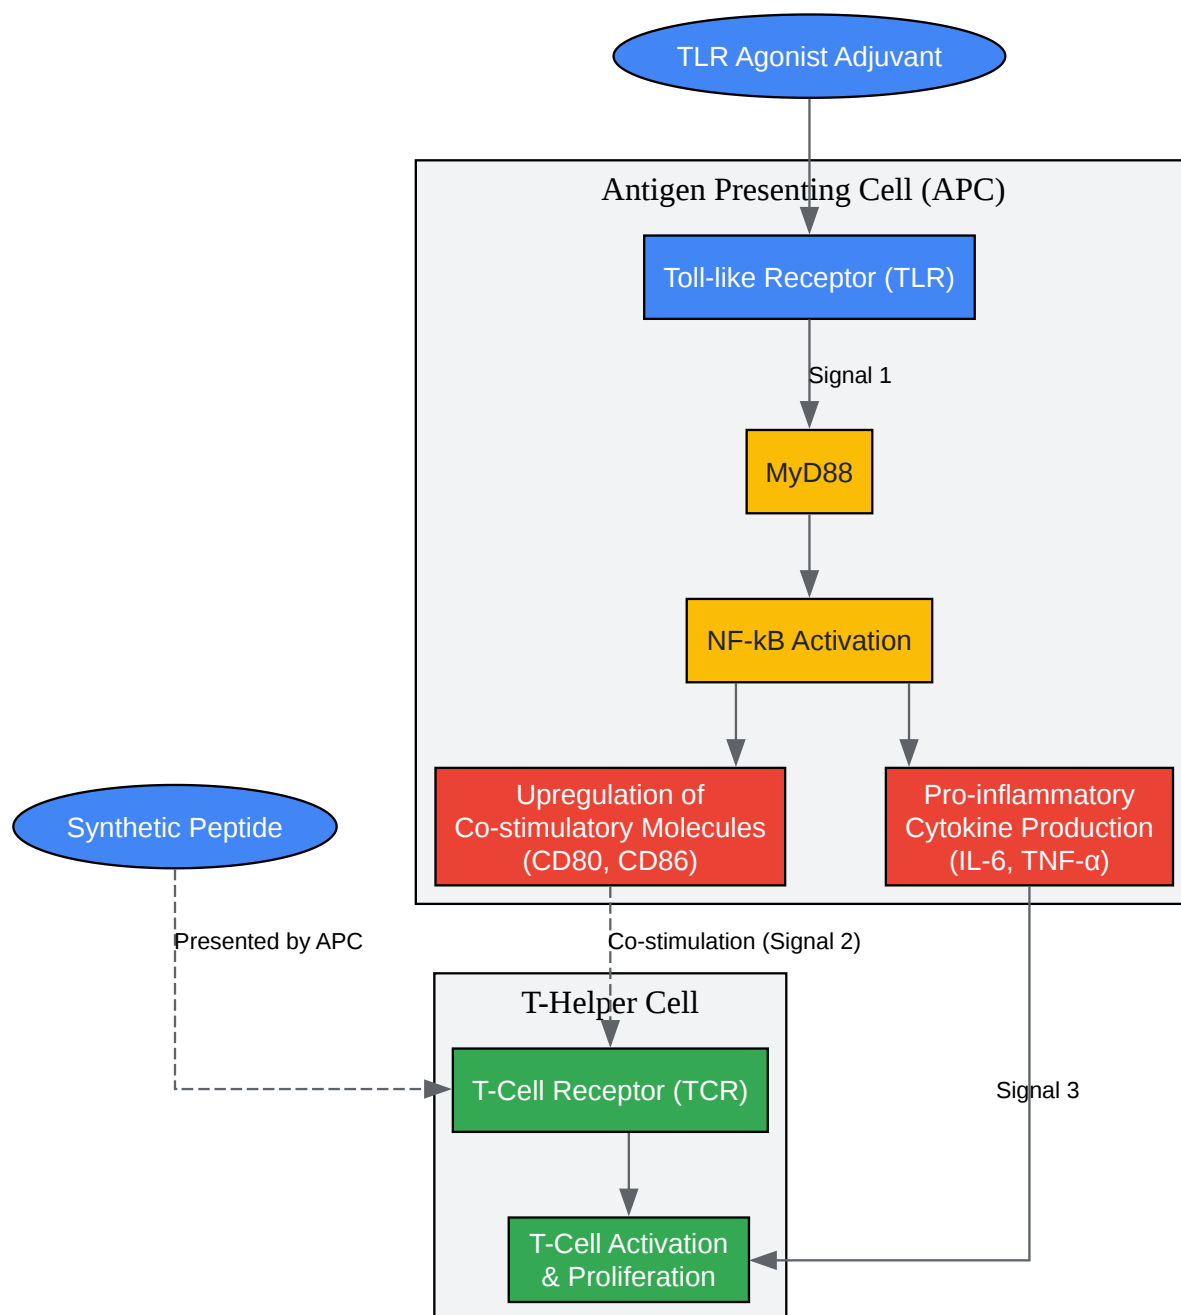 TLR Agonist Adjuvant
Antigen Presenting Cell (APC)
Toll-like Receptor (TLR)
Signal 1
MyD88
NF-kB Activation
Upregulation of
Co-stimulatory Molecules
(CD80, CD86)
Pro-inflammatory
Cytokine Production
(IL-6, TNF-α)
Synthetic Peptide
Presented by APC
Co-stimulation (Signal 2)
T-Helper Cell
T-Cell Receptor (TCR)
Signal 3
T-Cell Activation
& Proliferation